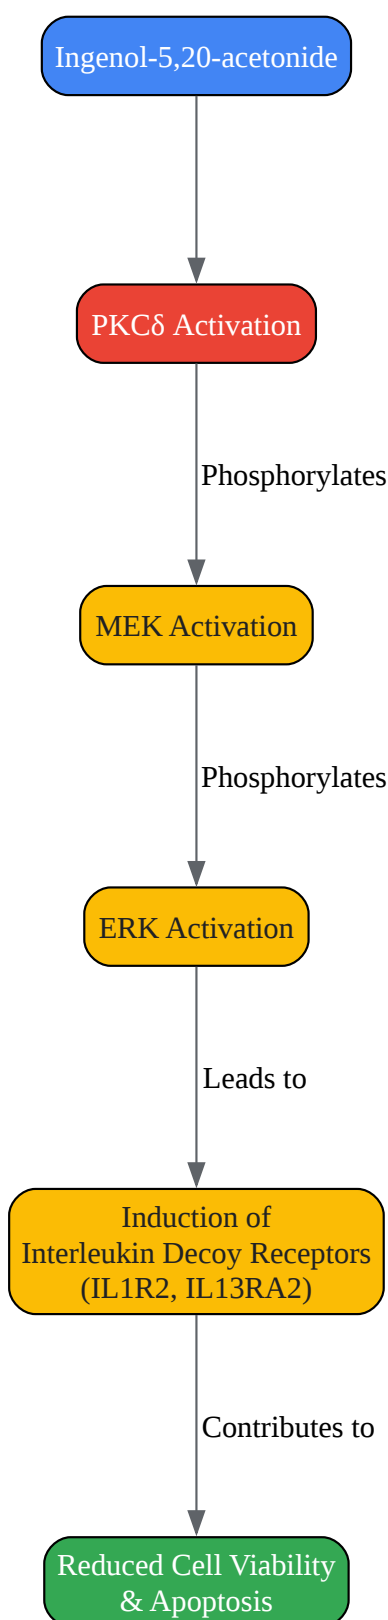 Ingenol-5,20-acetonide
PKCδ Activation
Phosphorylates
MEK Activation
Phosphorylates
ERK Activation
Leads to
Induction of
Interleukin Decoy Receptors
(IL1R2, IL13RA2)
Contributes to
Reduced Cell Viability
& Apoptosis